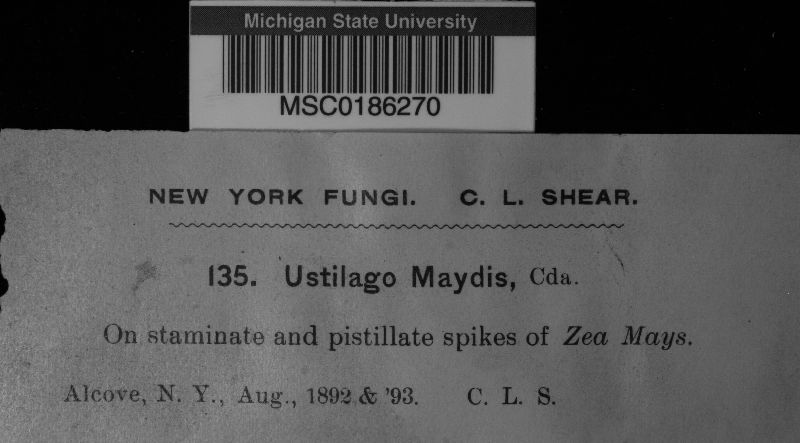 Michigan State University
MSC0186270
NEW YORK FUNGI. C. L. SHEAR.
135. Ustilago Maydis, Cda.
On staminate and pistillate spikes of Zea Mays.
Alcove, N. Y., Aug., 1892 & '93. C. L. S.